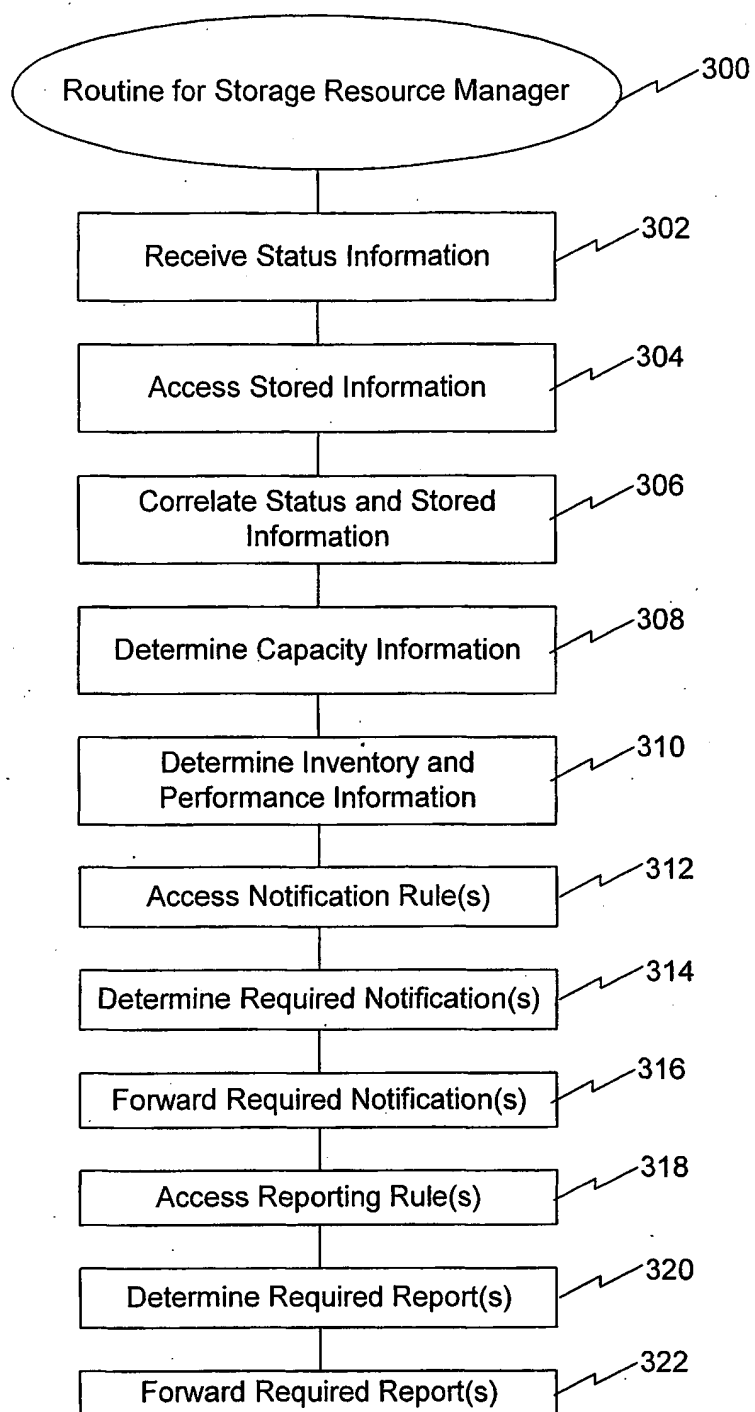 Routine for Storage Resource Manager
300
Receive Status Information
302
Access Stored Information
304
Correlate Status and Stored
Information
306
Determine Capacity Information
308
Determine Inventory and
Performance Information
310
Access Notification Rule(s)
312
Determine Required Notification(s)
314
Forward Required Notification(s)
316
Access Reporting Rule(s)
318
Determine Required Report(s)
320
Forward Required Report(s)
322